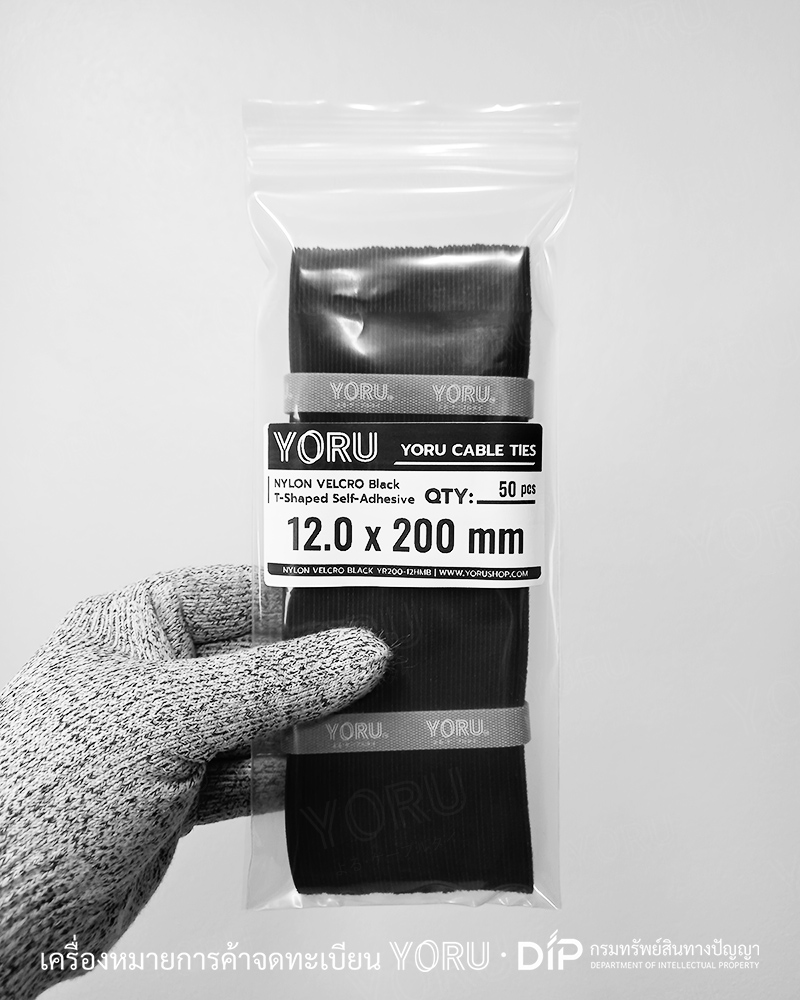 YORU. YORU.
YORU YORU CABLE TIES
NYLON VELCRO Black
T-Shaped Self-Adhesive QTY: 50 pcs
12.0 x 200 mm
NYLON VELCRO BLACK YR200-12HMB | WWW.YORUSHOP.COM
YORU. YORU.
YORU
เครื่องหมายการค้าจดทะเบียน YORU · DIP กรมทรัพย์สินทางปัญญา
DEPARTMENT OF INTELLECTUAL PROPERTY